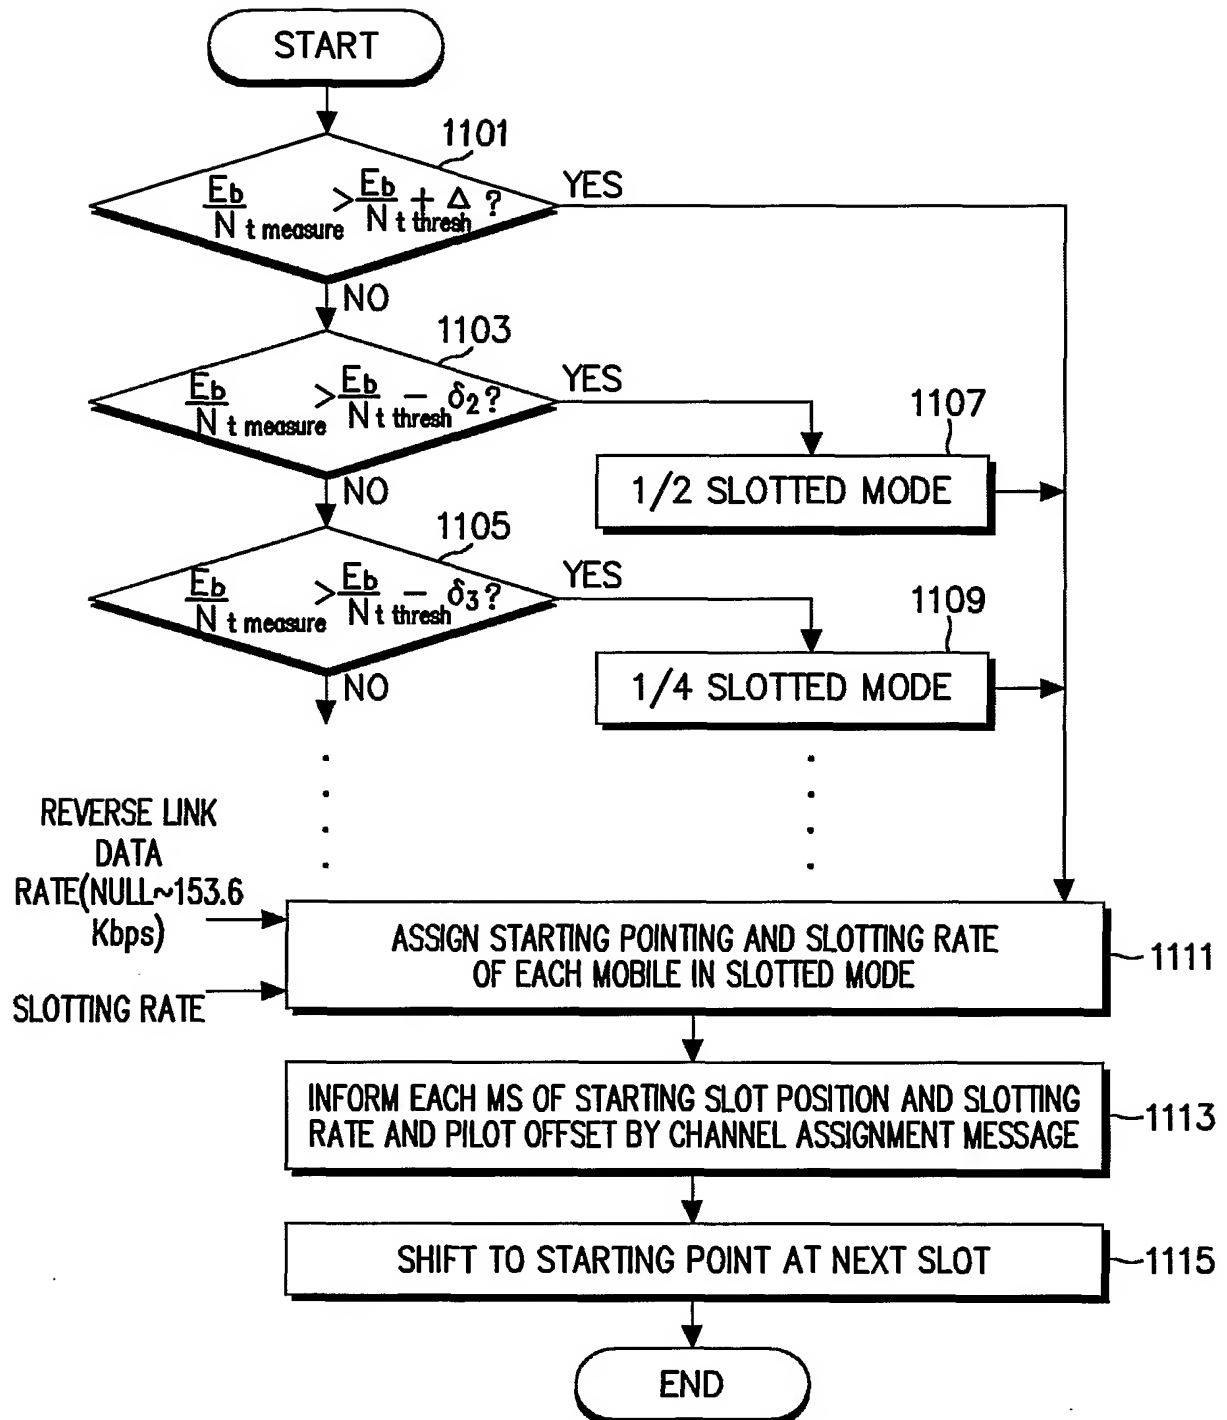 START
1101
Eb/Nt measure > Eb/Nt thresh + Δ ?
YES
NO
1103
Eb/Nt measure > Eb/Nt thresh − δ2?
YES
1107
1/2 SLOTTED MODE
NO
1105
Eb/Nt measure > Eb/Nt thresh − δ3?
YES
1109
1/4 SLOTTED MODE
NO
REVERSE LINK
DATA
RATE(NULL~153.6
Kbps)
ASSIGN STARTING POINTING AND SLOTTING RATE
OF EACH MOBILE IN SLOTTED MODE
1111
SLOTTING RATE
INFORM EACH MS OF STARTING SLOT POSITION AND SLOTTING
RATE AND PILOT OFFSET BY CHANNEL ASSIGNMENT MESSAGE
1113
SHIFT TO STARTING POINT AT NEXT SLOT
1115
END